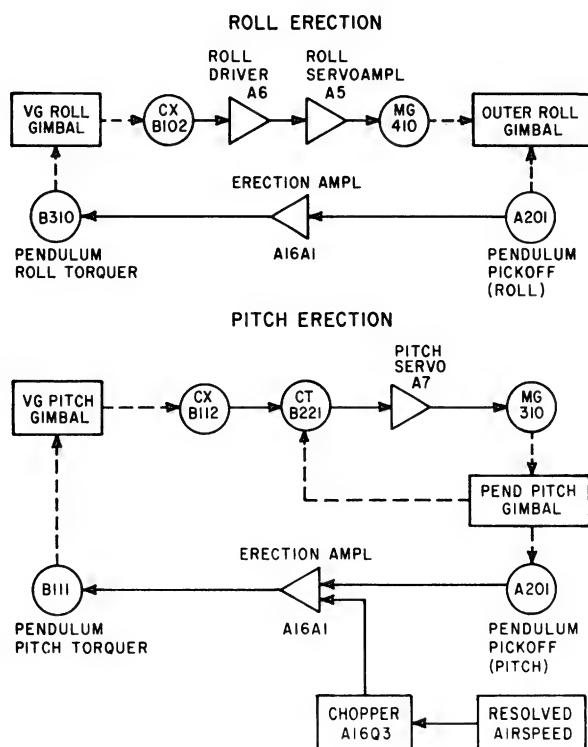 ROLL ERECTION
ROLL
DRIVER
A6
ROLL
SERVOAMPL
A5
VG ROLL
GIMBAL
CX
B102
MG
410
OUTER ROLL
GIMBAL
ERECTION AMPL
B310
A201
PENDULUM
ROLL TORQUER
A16A1
PENDULUM
PICKOFF
(ROLL)
PITCH ERECTION
PITCH
SERVO
A7
VG PITCH
GIMBAL
CX
B112
CT
B221
MG
310
PEND PITCH
GIMBAL
ERECTION AMPL
B111
A201
PENDULUM
PITCH TORQUER
A16A1
PENDULUM
PICKOFF
(PITCH)
CHOPPER
A16Q3
RESOLVED
AIRSPEED